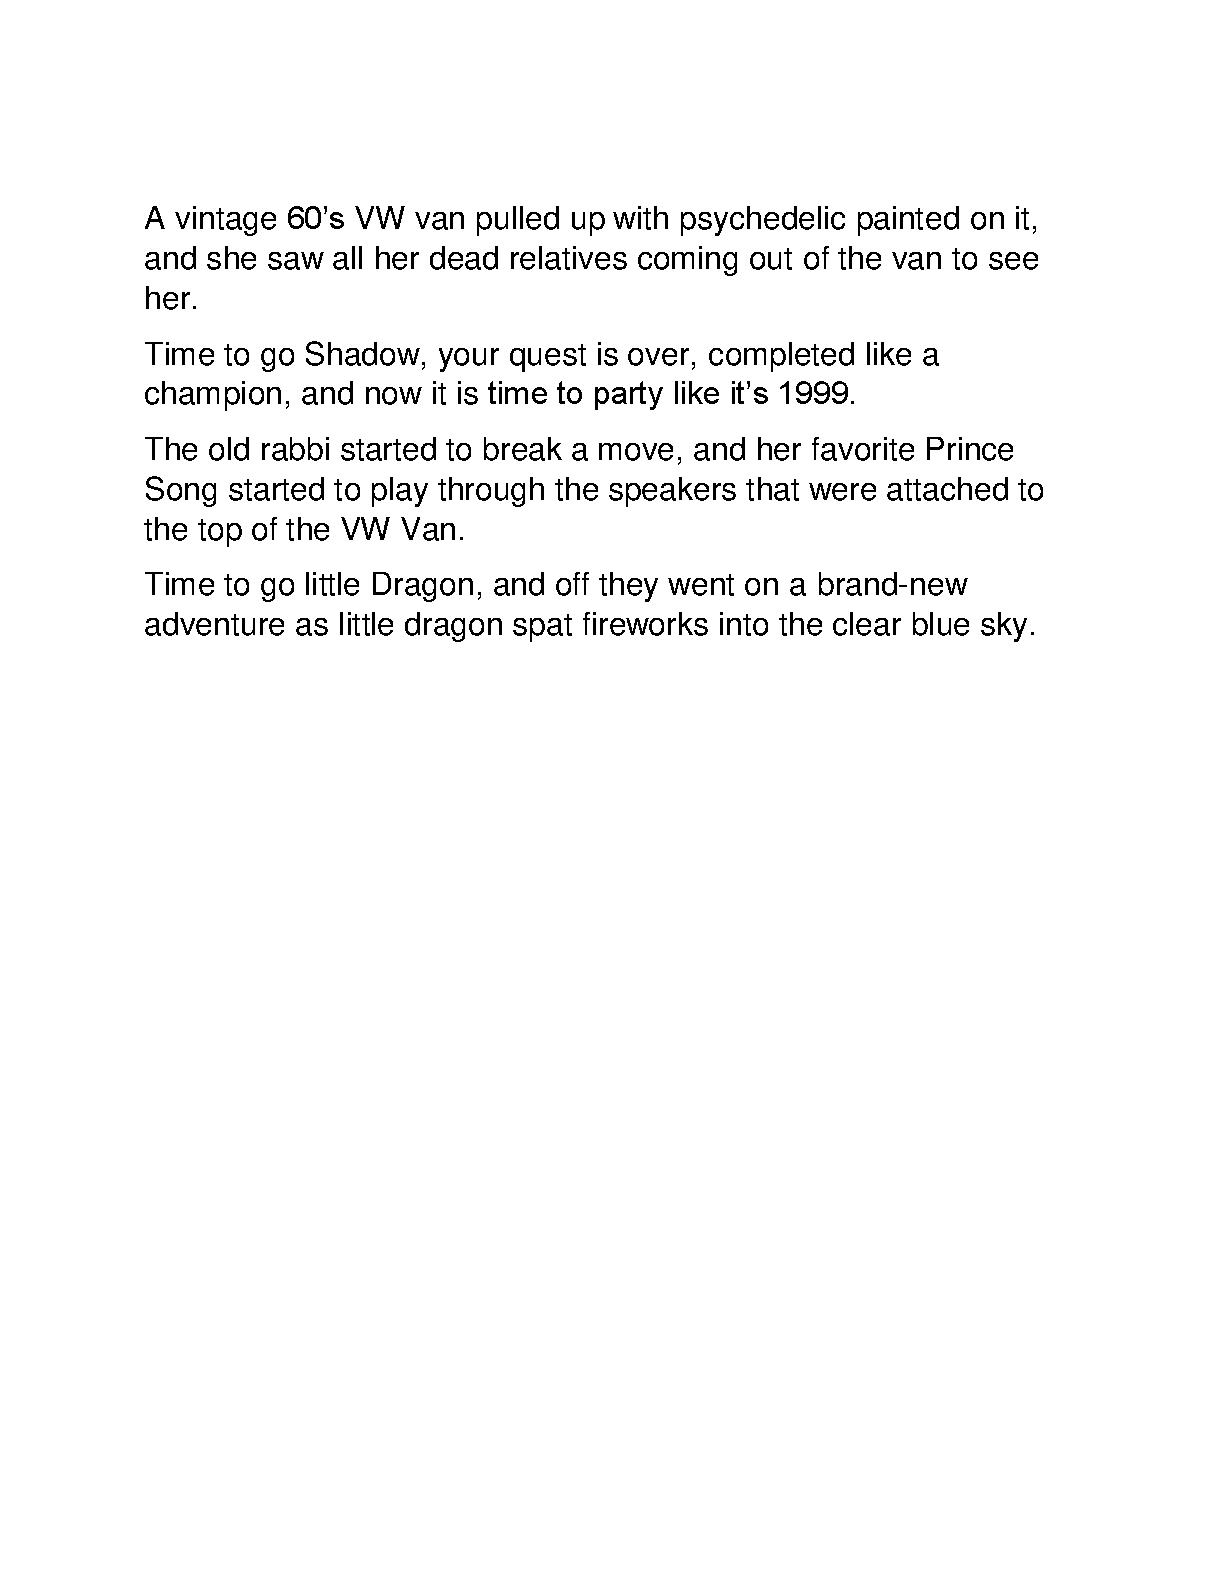 A vintage 60’s VW van pulled up with psychedelic painted on it,
and she saw all her dead relatives coming out of the van to see
her.
Time to go Shadow, your quest is over, completed like a
champion, and now it is time to party like it’s 1999.
The old rabbi started to break a move, and her favorite Prince
Song started to play through the speakers that were attached to
the top of the VW Van.
Time to go little Dragon, and off they went on a brand-new
adventure as little dragon spat fireworks into the clear blue sky.